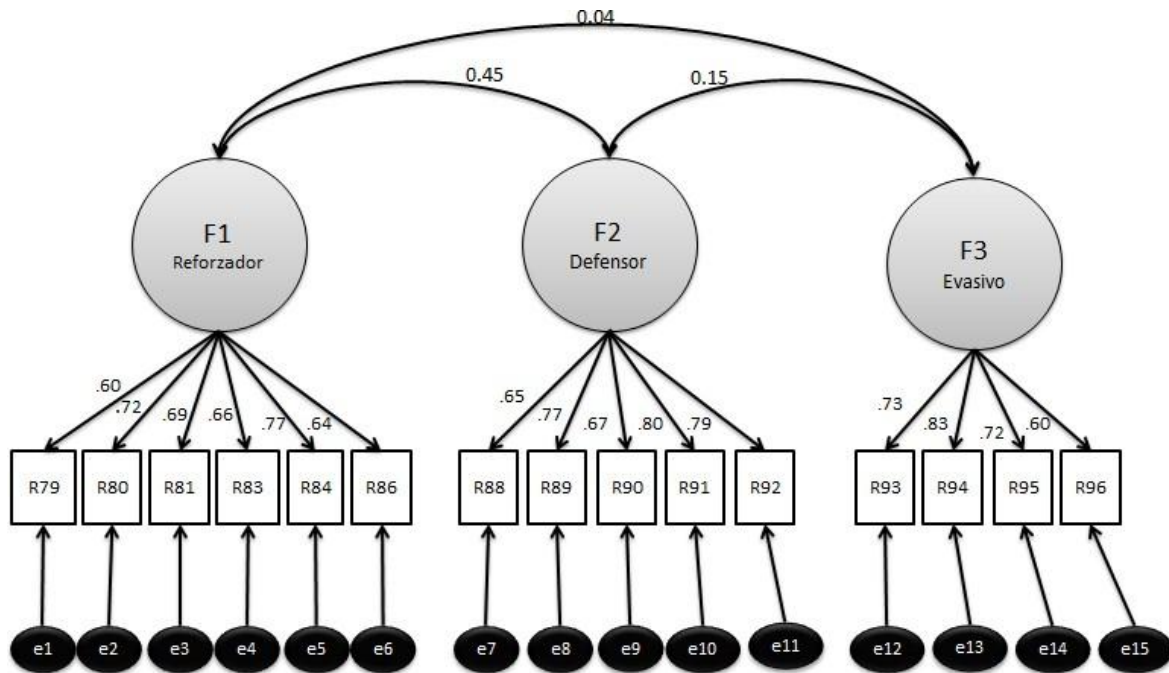 0.04
0.45
0.15
F1
Reforzador
F2
Defensor
F3
Evasivo
.60
.72
.69
.66
.77
.64
.65
.77
.67
.80
.79
.73
.83
.72
.60
R79 R80 R81 R83 R84 R86 R88 R89 R90 R91 R92 R93 R94 R95 R96
e1 e2 e3 e4 e5 e6 e7 e8 e9 e10 e11 e12 e13 e14 e15